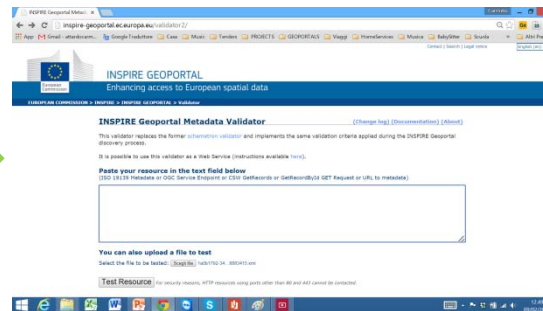 INSPIRE Geoportal Metadata
inspire-geoportal.ec.europa.eu/validator2/
App Gmail Google Traduttore Casa Music Tenders PROJECTS GEOPORTALS Viaggi HomeServices Musica BabySitter Scuola
Contact | Search | Legal notice
European
Commission
INSPIRE GEOPORTAL
Enhancing access to European spatial data
EUROPEAN COMMISSION > INSPIRE > INSPIRE GEOPORTAL > Validator
INSPIRE Geoportal Metadata Validator
(Change log) (Documentation) (About)
This validator replaces the former schematron validator and implements the same validation criteria applied during the INSPIRE Geoportal
discovery process.
It is possible to use this validator as a Web Service (instructions available here).
Paste your resource in the text field below
(ISO 19139 Metadata or OGC Service Endpoint or CSW GetRecords or GetRecordById GET Request or URL to metadata)
You can also upload a file to test
Select the file to be tested: Scegli file
Test Resource For security reasons, HTTP resources using ports other than 80 and 443 cannot be contacted.